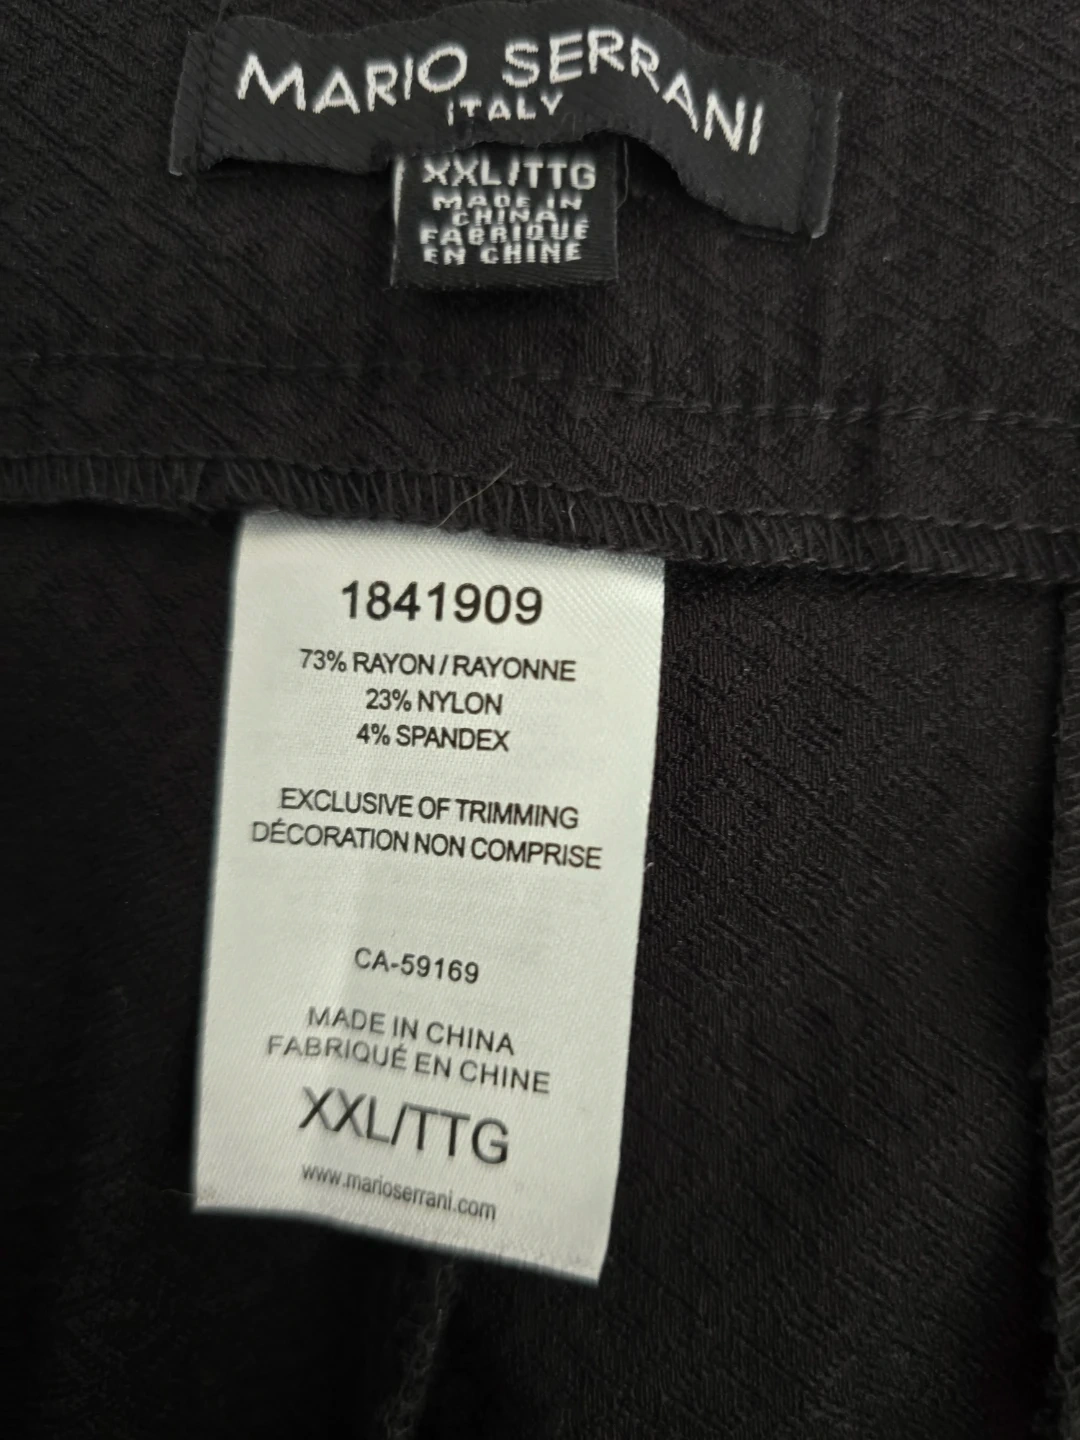 MARIO SERRANI
ITALY
XXL/TTG
MADE IN
CHINA
FABRIQUÉ
EN CHINE
1841909
73% RAYON / RAYONNE
23% NYLON
4% SPANDEX
EXCLUSIVE OF TRIMMING
DÉCORATION NON COMPRISE
CA-59169
MADE IN CHINA
FABRIQUÉ EN CHINE
XXL/TTG
www.marioserrani.com